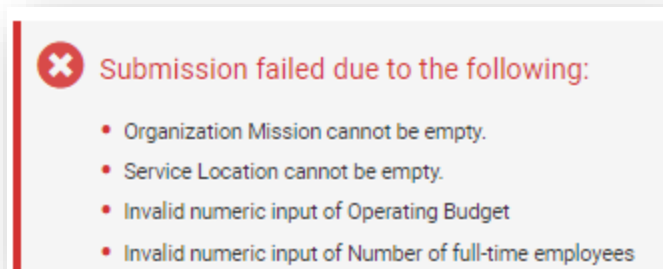 Submission failed due to the following:
Organization Mission cannot be empty.
Service Location cannot be empty.
Invalid numeric input of Operating Budget
Invalid numeric input of Number of full-time employees